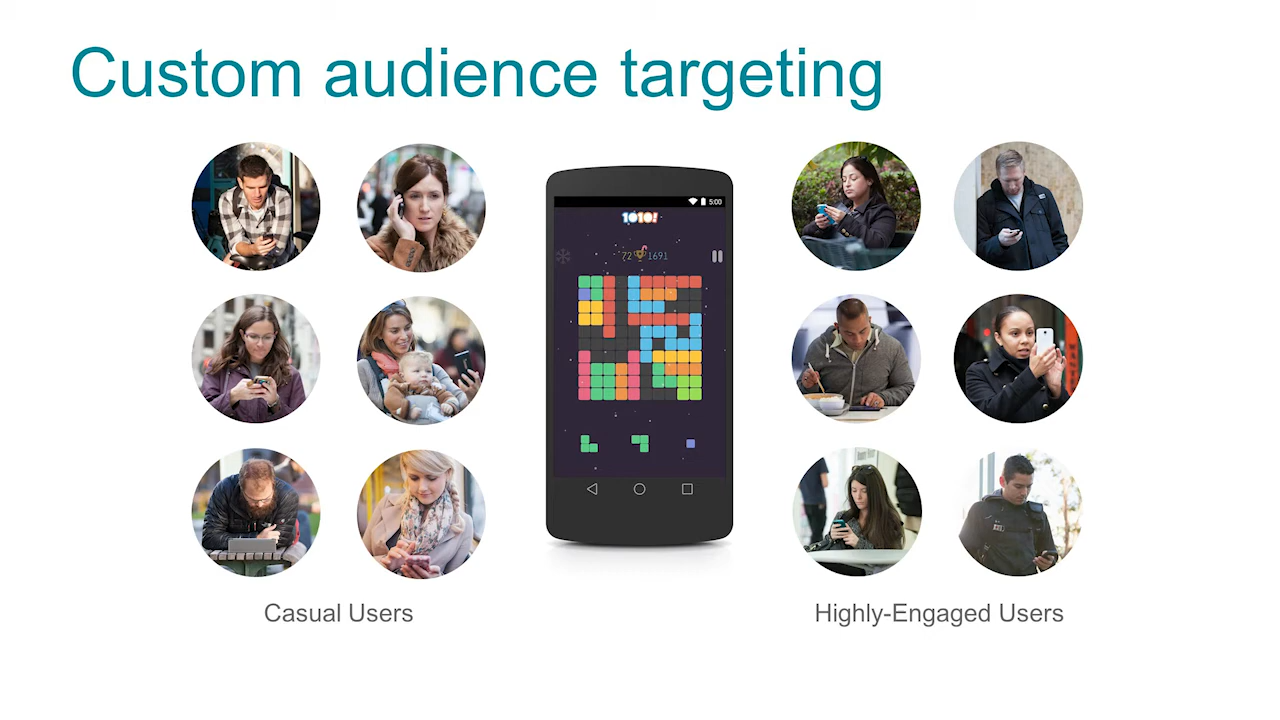 Custom audience targeting
5:00
1010!
72 1691
Casual Users
Highly-Engaged Users